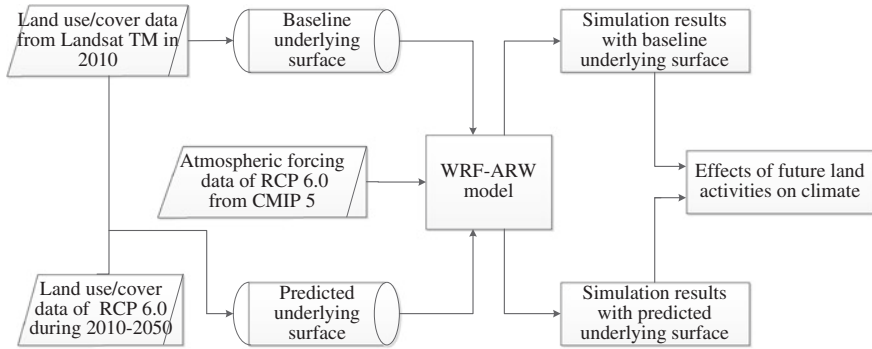 Land use/cover data
from Landsat TM in
2010
Baseline
underlying
surface
Simulation results
with baseline
underlying surface
Atmospheric forcing
data of RCP 6.0
from CMIP 5
WRF-ARW
model
Effects of future land
activities on climate
Land use/cover
data of RCP 6.0
during 2010-2050
Predicted
underlying
surface
Simulation results
with predicted
underlying surface